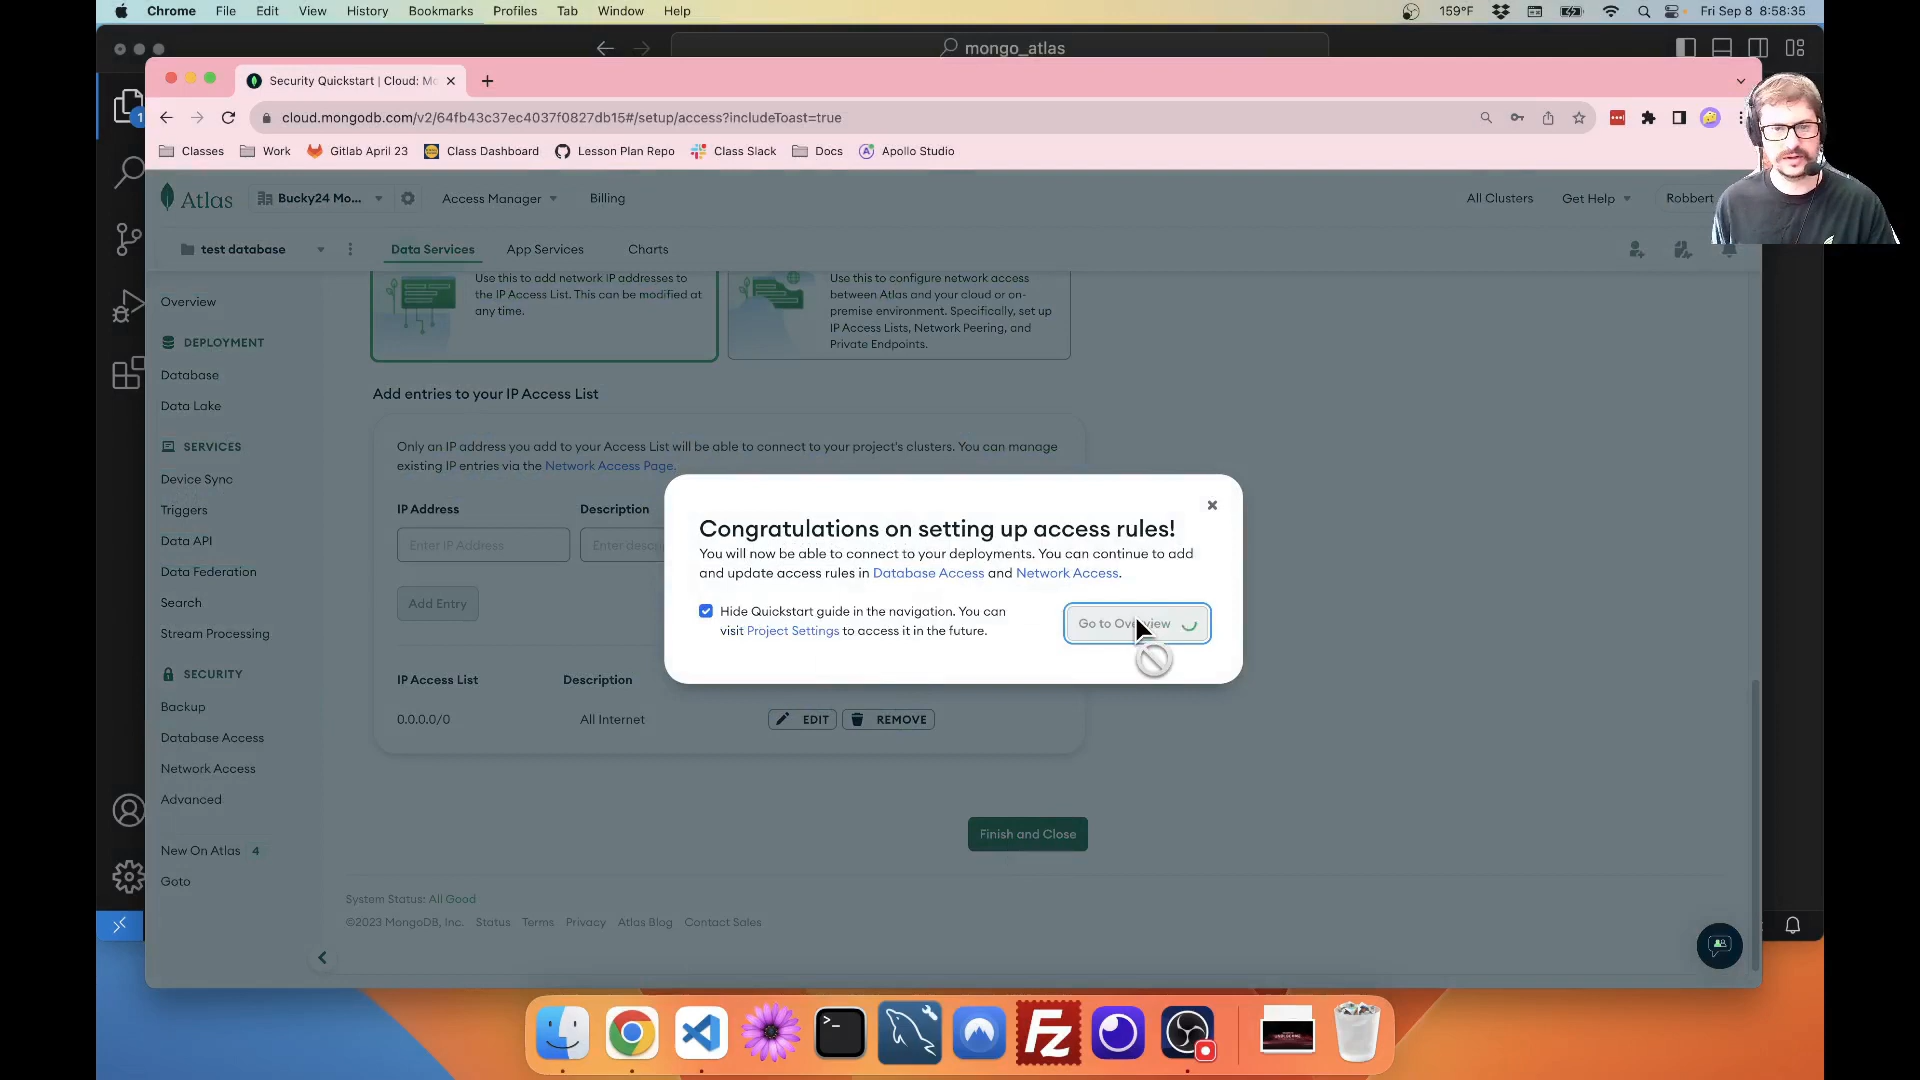 Chrome File Edit View History Bookmarks Profiles Tab Window Help 159°F Fri Sep 8 8:58:35
mongo_atlas
Security Quickstart | Cloud: Mo
cloud.mongodb.com/v2/64fb43c37ec4037f0827db15#/setup/access?includeToast=true
Classes Work Gitlab April 23 Class Dashboard Lesson Plan Repo Class Slack Docs Apollo Studio
Atlas Bucky24 Mo... Access Manager Billing All Clusters Get Help Robbert
test database Data Services App Services Charts
Use this to add network IP addresses to
the IP Access List. This can be modified at
any time.
Use this to configure network access
between Atlas and your cloud or on-
premise environment. Specifically, set up
IP Access Lists, Network Peering, and
Private Endpoints.
Overview
DEPLOYMENT
Database
Data Lake
SERVICES
Device Sync
Triggers
Data API
Data Federation
Search
Stream Processing
SECURITY
Backup
Database Access
Network Access
Advanced
New On Atlas 4
Goto
Add entries to your IP Access List
Only an IP address you add to your Access List will be able to connect to your project's clusters. You can manage
existing IP entries via the Network Access Page.
IP Address Description
Enter IP Address Enter
Add Entry
Congratulations on setting up access rules!
You will now be able to connect to your deployments. You can continue to add
and update access rules in Database Access and Network Access.
Hide Quickstart guide in the navigation. You can
visit Project Settings to access it in the future.
Go to Overview
IP Access List Description
0.0.0.0/0 All Internet EDIT REMOVE
Finish and Close
System Status: All Good
©2023 MongoDB, Inc. Status Terms Privacy Atlas Blog Contact Sales
1
Fz